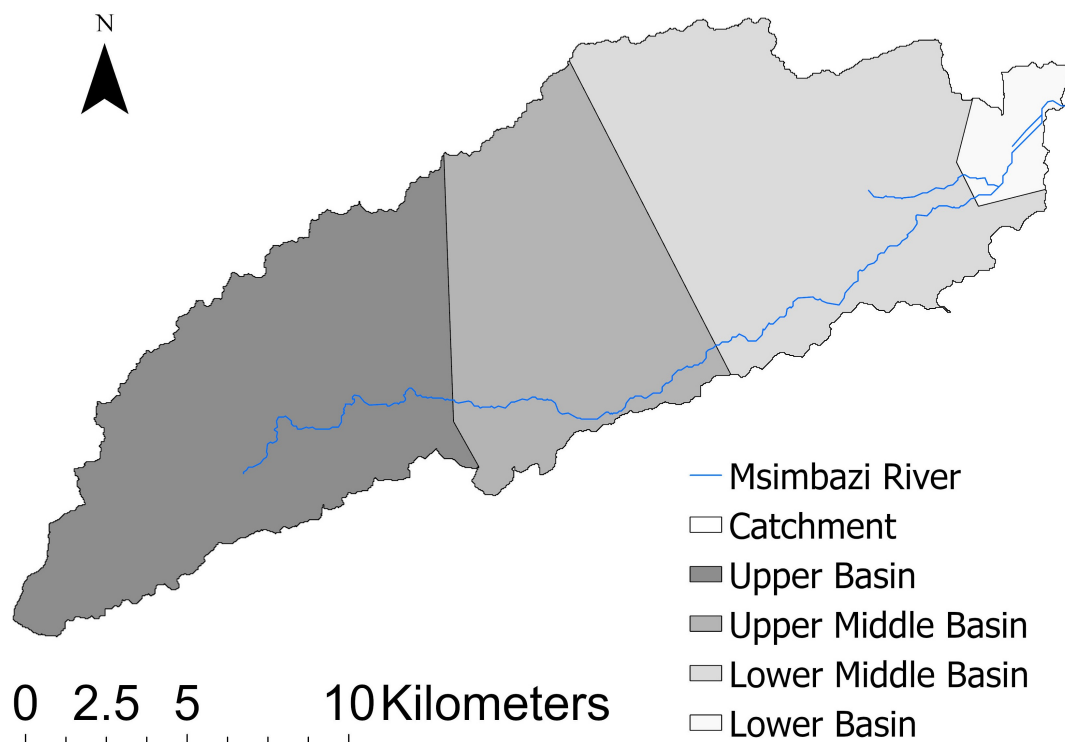 N
Msimbazi River
Catchment
Upper Basin
Upper Middle Basin
Lower Middle Basin
Lower Basin
0 2.5 5 10 Kilometers